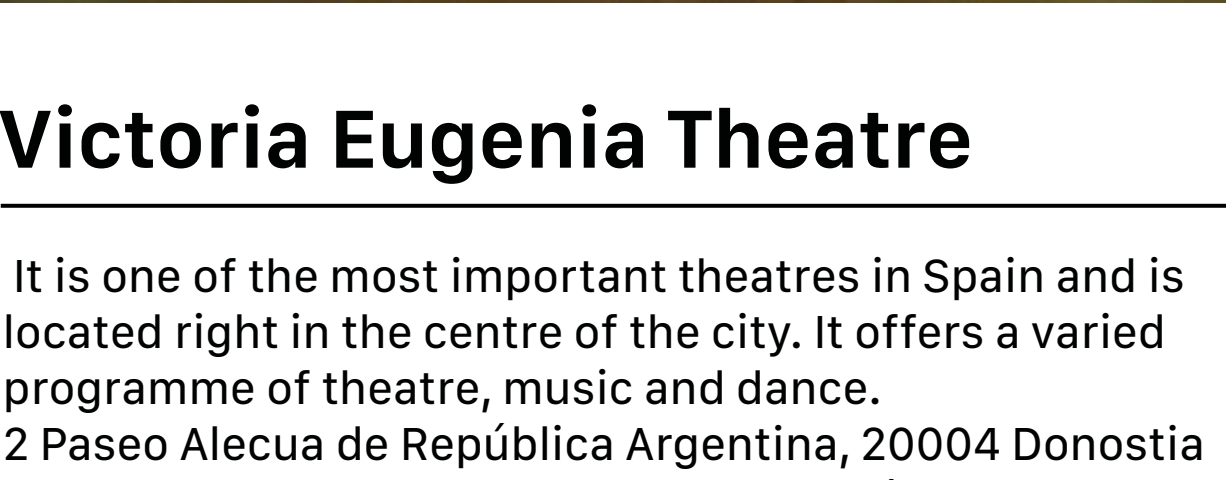 Victoria Eugenia Theatre
It is one of the most important theatres in Spain and is
located right in the centre of the city. It offers a varied
programme of theatre, music and dance.
2 Paseo Alecua de República Argentina, 20004 Donostia